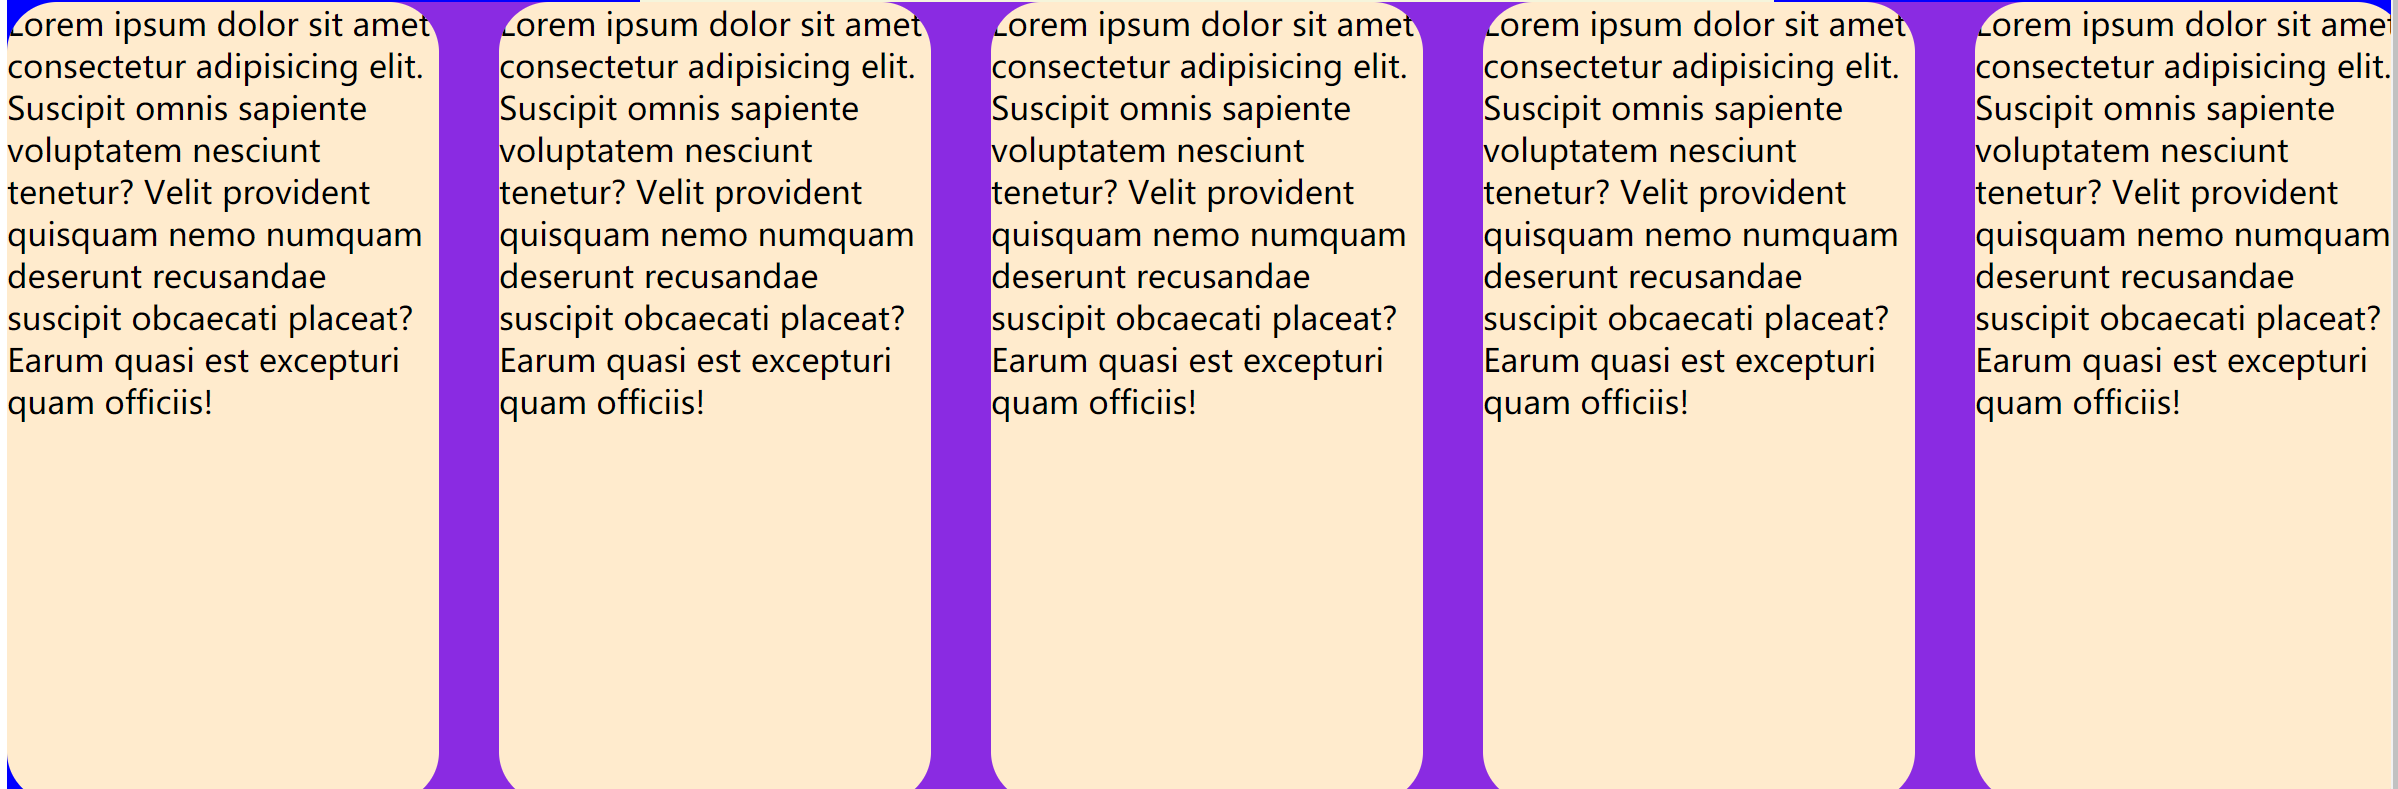 Lorem ipsum dolor sit amet
consectetur adipisicing elit.
Suscipit omnis sapiente
voluptatem nesciunt
tenetur? Velit provident
quisquam nemo numquam
deserunt recusandae
suscipit obcaecati placeat?
Earum quasi est excepturi
quam officiis!
Lorem ipsum dolor sit amet
consectetur adipisicing elit.
Suscipit omnis sapiente
voluptatem nesciunt
tenetur? Velit provident
quisquam nemo numquam
deserunt recusandae
suscipit obcaecati placeat?
Earum quasi est excepturi
quam officiis!
Lorem ipsum dolor sit amet
consectetur adipisicing elit.
Suscipit omnis sapiente
voluptatem nesciunt
tenetur? Velit provident
quisquam nemo numquam
deserunt recusandae
suscipit obcaecati placeat?
Earum quasi est excepturi
quam officiis!
Lorem ipsum dolor sit amet
consectetur adipisicing elit.
Suscipit omnis sapiente
voluptatem nesciunt
tenetur? Velit provident
quisquam nemo numquam
deserunt recusandae
suscipit obcaecati placeat?
Earum quasi est excepturi
quam officiis!
Lorem ipsum dolor sit amet
consectetur adipisicing elit.
Suscipit omnis sapiente
voluptatem nesciunt
tenetur? Velit provident
quisquam nemo numquam
deserunt recusandae
suscipit obcaecati placeat?
Earum quasi est excepturi
quam officiis!